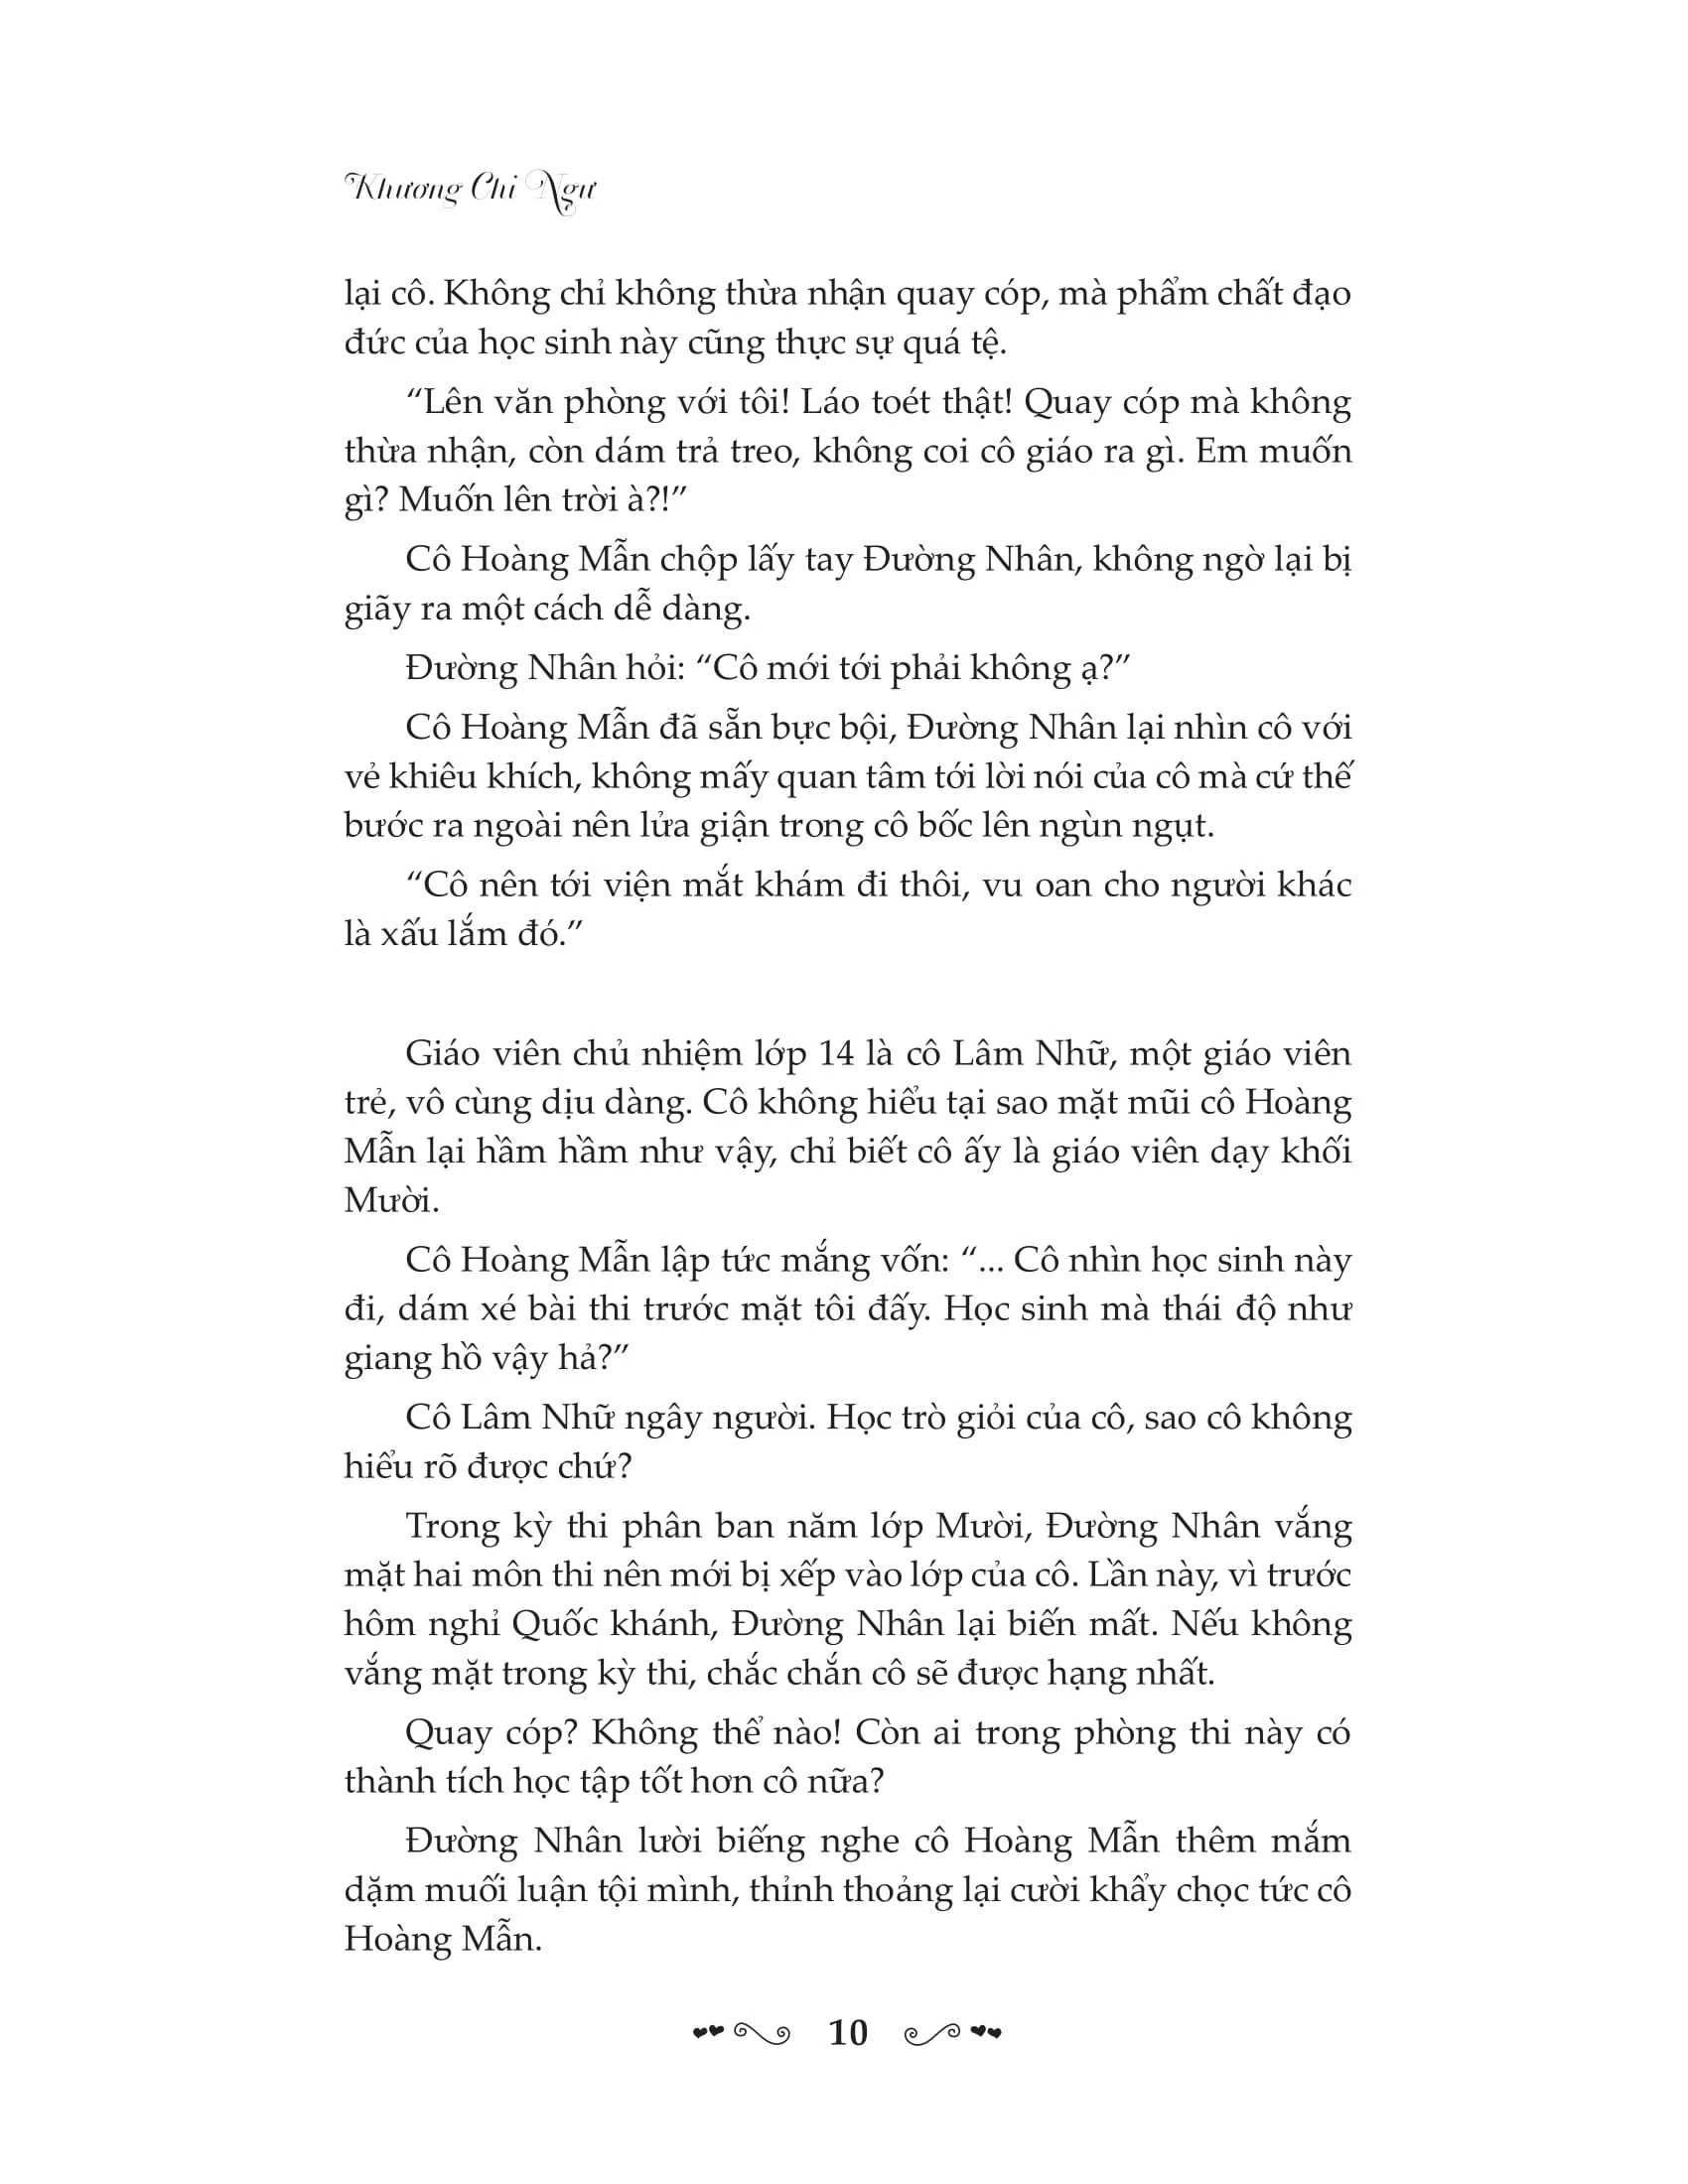 Khương Chi Ngư
lại cô. Không chỉ không thừa nhận quay cóp, mà phẩm chất đạo
đức của học sinh này cũng thực sự quá tệ.
“Lên văn phòng với tôi! Láo toét thật! Quay cóp mà không
thừa nhận, còn dám trả treo, không coi cô giáo ra gì. Em muốn
gì? Muốn lên trời à?!”
Cô Hoàng Mẫn chộp lấy tay Đường Nhân, không ngờ lại bị
giãy ra một cách dễ dàng.
Đường Nhân hỏi: “Cô mới tới phải không ạ?”
Cô Hoàng Mẫn đã sẵn bực bội, Đường Nhân lại nhìn cô với
vẻ khiêu khích, không mấy quan tâm tới lời nói của cô mà cứ thế
bước ra ngoài nên lửa giận trong cô bốc lên ngùn ngụt.
“Cô nên tới viện mắt khám đi thôi, vu oan cho người khác
là xấu lắm đó.”
Giáo viên chủ nhiệm lớp 14 là cô Lâm Nhữ, một giáo viên
trẻ, vô cùng dịu dàng. Cô không hiểu tại sao mặt mũi cô Hoàng
Mẫn lại hầm hầm như vậy, chỉ biết cô ấy là giáo viên dạy khối
Mười.
Cô Hoàng Mẫn lập tức mắng vốn: “... Cô nhìn học sinh này
đi, dám xé bài thi trước mặt tôi đấy. Học sinh mà thái độ như
giang hồ vậy hả?”
Cô Lâm Nhữ ngây người. Học trò giỏi của cô, sao cô không
hiểu rõ được chứ?
Trong kỳ thi phân ban năm lớp Mười, Đường Nhân vắng
mặt hai môn thi nên mới bị xếp vào lớp của cô. Lần này, vì trước
hôm nghỉ Quốc khánh, Đường Nhân lại biến mất. Nếu không
vắng mặt trong kỳ thi, chắc chắn cô sẽ được hạng nhất.
Quay cóp? Không thể nào! Còn ai trong phòng thi này có
thành tích học tập tốt hơn cô nữa?
Đường Nhân lười biếng nghe cô Hoàng Mẫn thêm mắm
dặm muối luận tội mình, thỉnh thoảng lại cười khẩy chọc tức cô
Hoàng Mẫn.
10